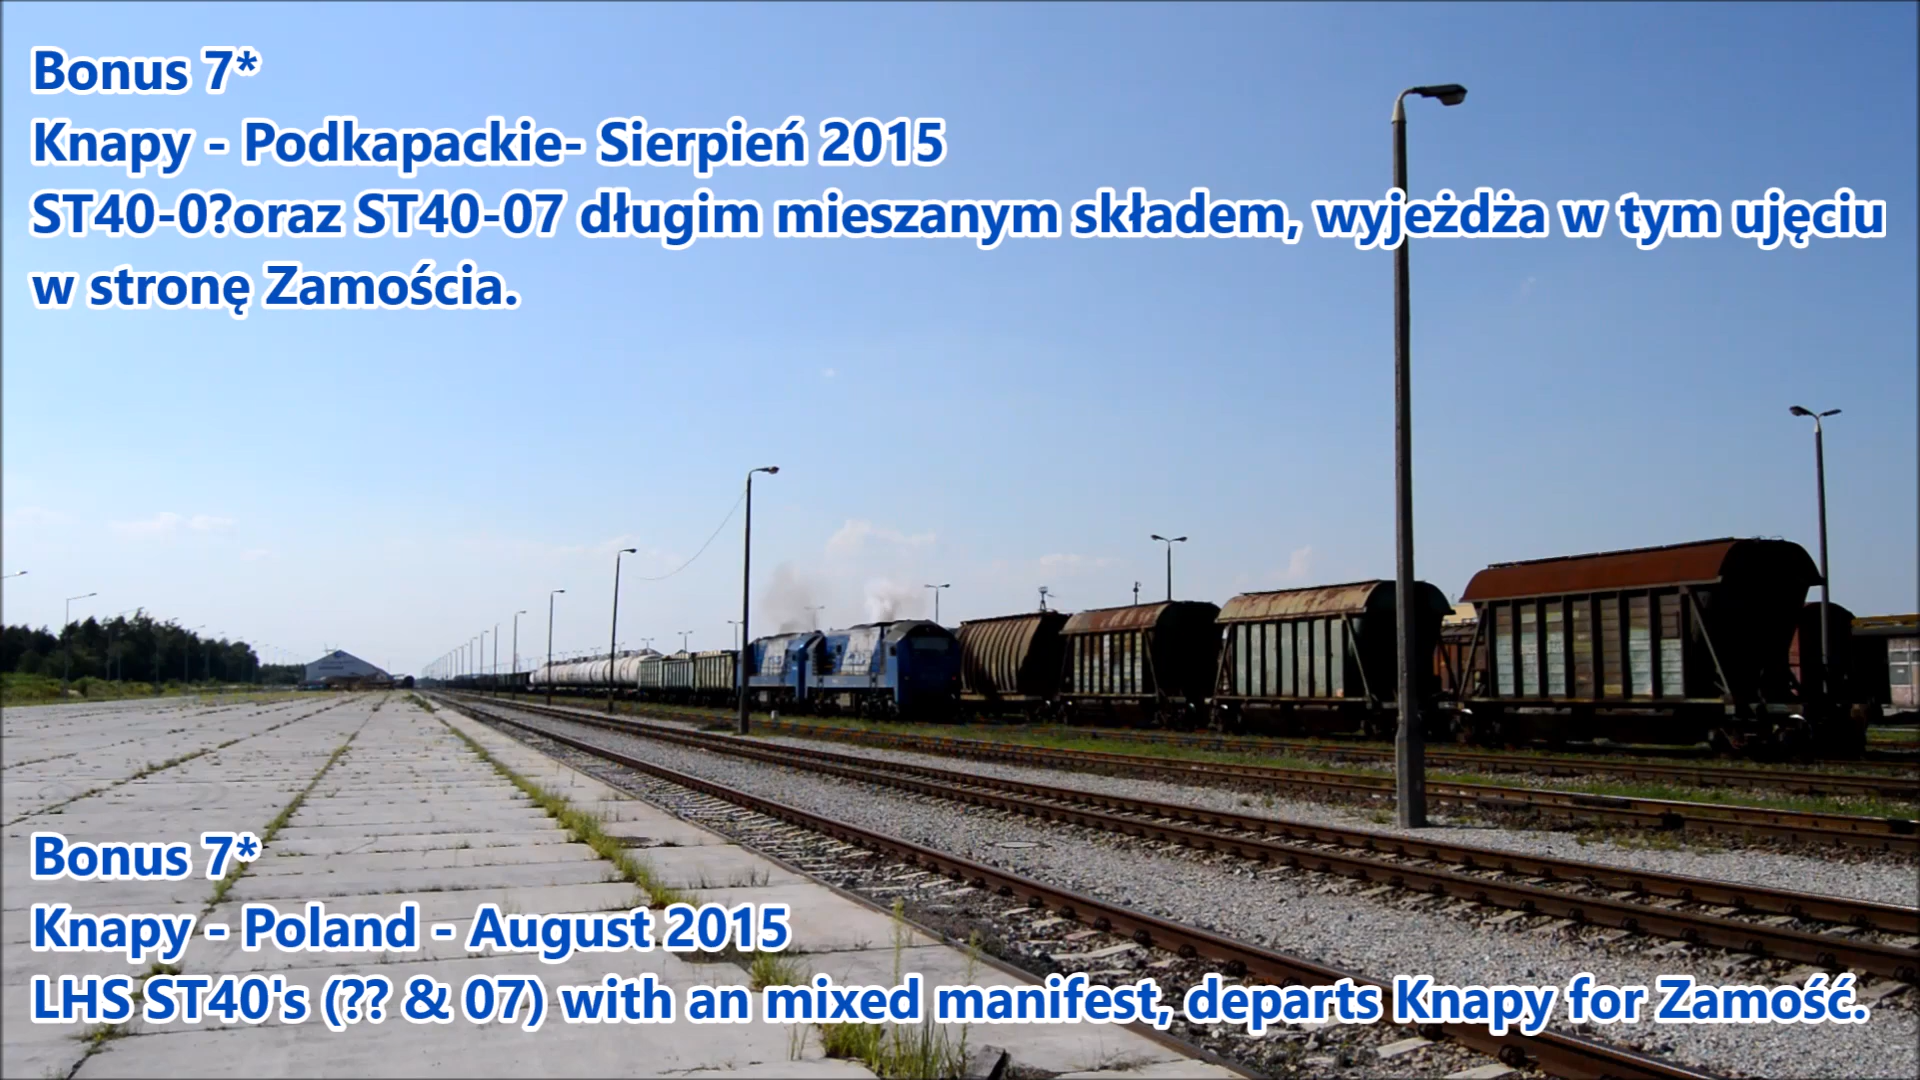 Bonus 7*
Knapy - Podkapackie- Sierpień 2015
ST40-0?oraz ST40-07 długim mieszanym składem, wyjeżdża w tym ujęciu
w stronę Zamościa.
Bonus 7*
Knapy - Poland - August 2015
LHS ST40's (?? & 07) with an mixed manifest, departs Knapy for Zamość.